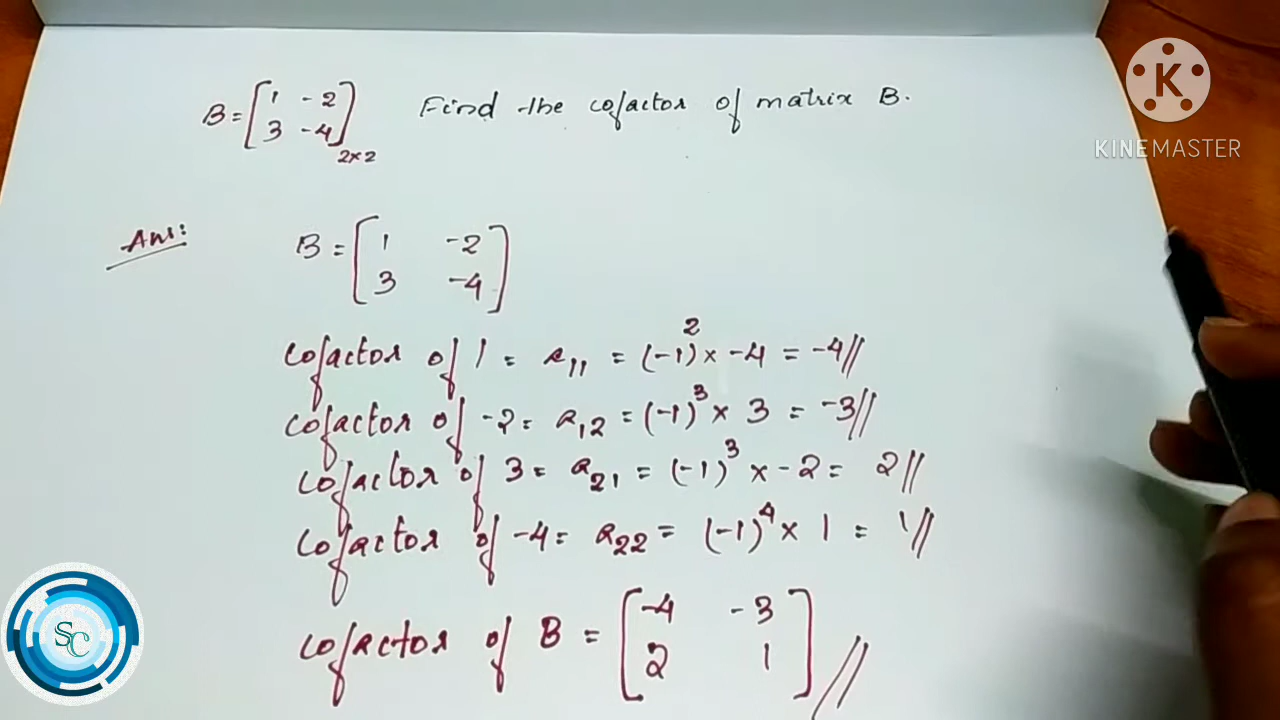 B = [ 1 -2 Find the cofactor of matrix B.
3 -4 ] 2×2
KINEMASTER
Ans:
B = [ 1 -2
3 -4 ]
Cofactor of 1 = a11 = (-1)² × -4 = -4//
Cofactor of -2 = a12 = (-1)³ × 3 = -3//
Cofactor of 3 = a21 = (-1)³ × -2 = 2//
Cofactor of -4 = a22 = (-1)⁴ × 1 = 1//
Cofactor of B = [ -4 -3
2 1 ] //
K
SC